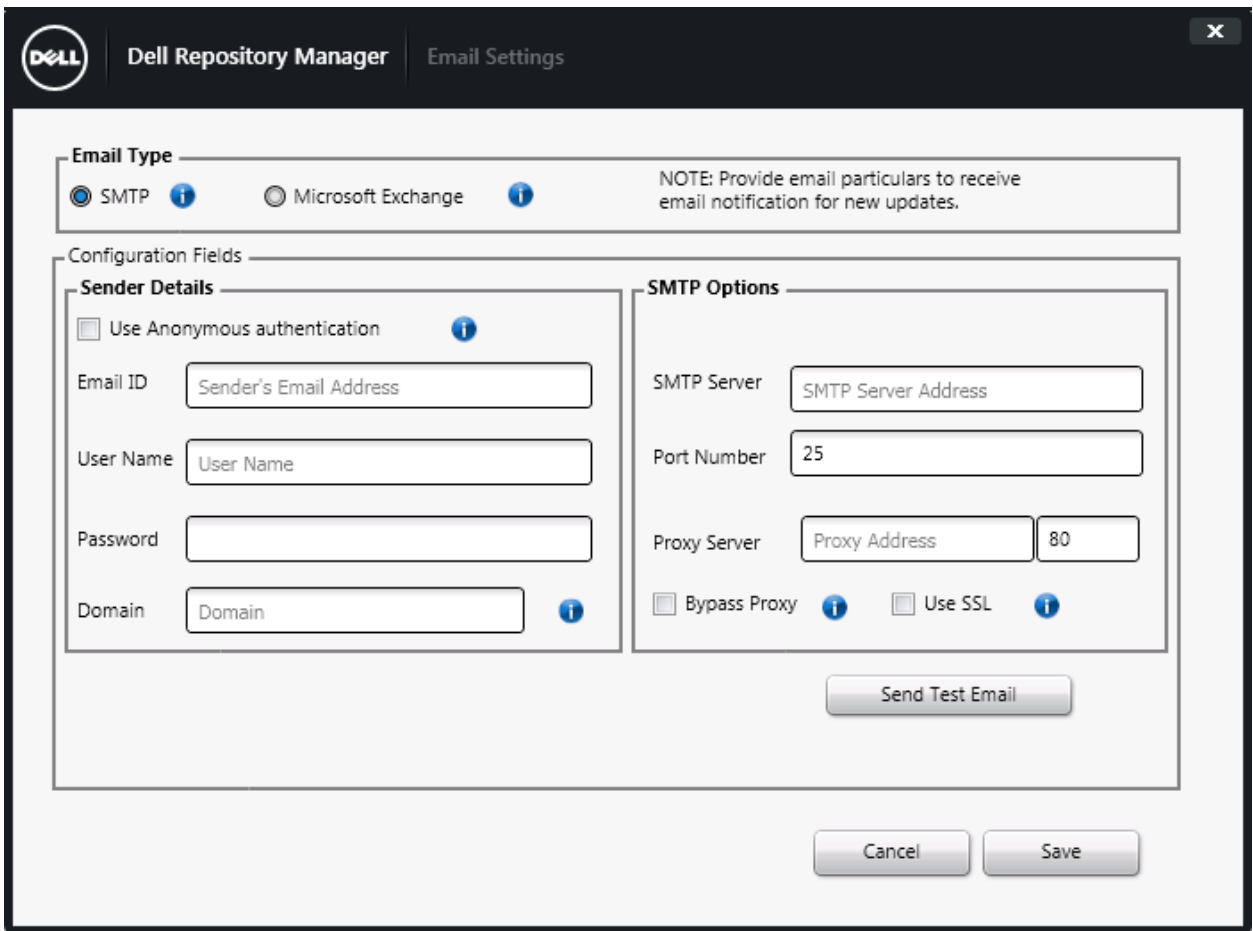 DELL
Dell Repository Manager
Email Settings
X
Email Type
SMTP
Microsoft Exchange
NOTE: Provide email particulars to receive
email notification for new updates.
Configuration Fields
Sender Details
Use Anonymous authentication
Email ID
Sender's Email Address
User Name
User Name
Password
Domain
Domain
SMTP Options
SMTP Server
SMTP Server Address
Port Number
25
Proxy Server
Proxy Address
80
Bypass Proxy
Use SSL
Send Test Email
Cancel
Save